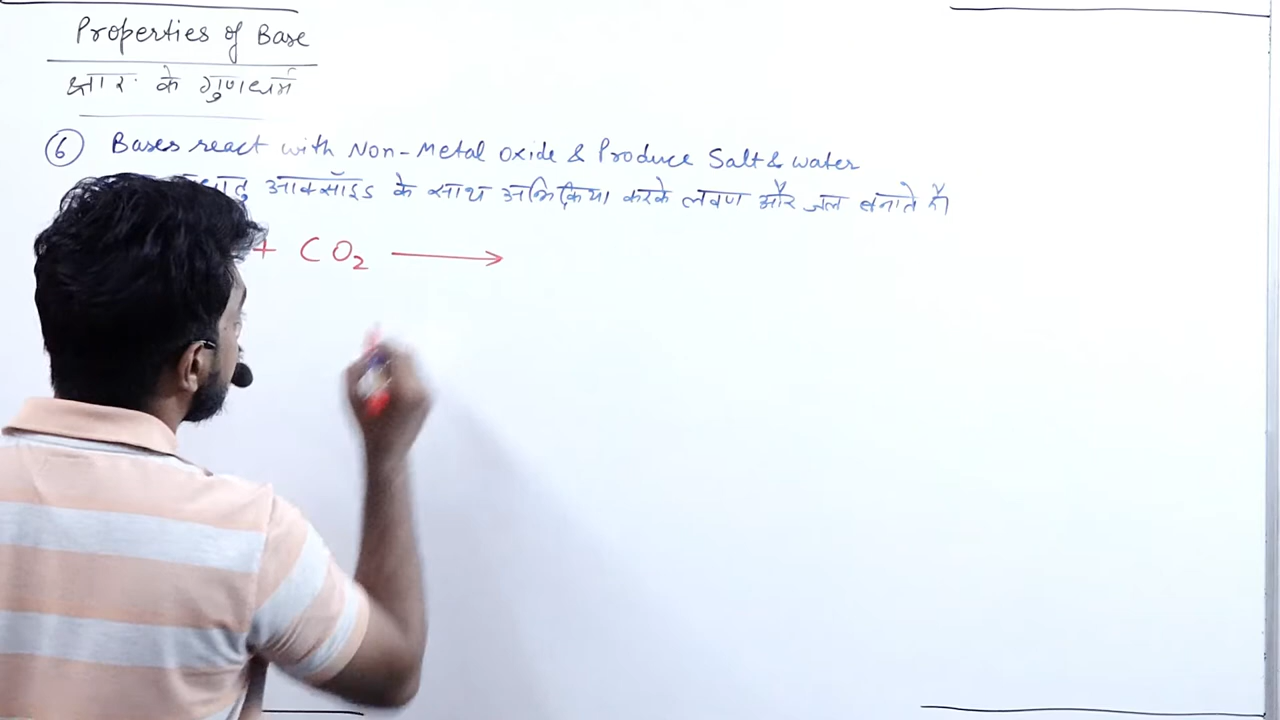 Properties of Base
क्षार के गुणधर्म
6 Bases react with Non-Metal Oxide & Produce Salt & water
आक्सॉइड के साथ अभिक्रिया करके लवण और जल बनाते हैं।
+ CO₂ ⟶